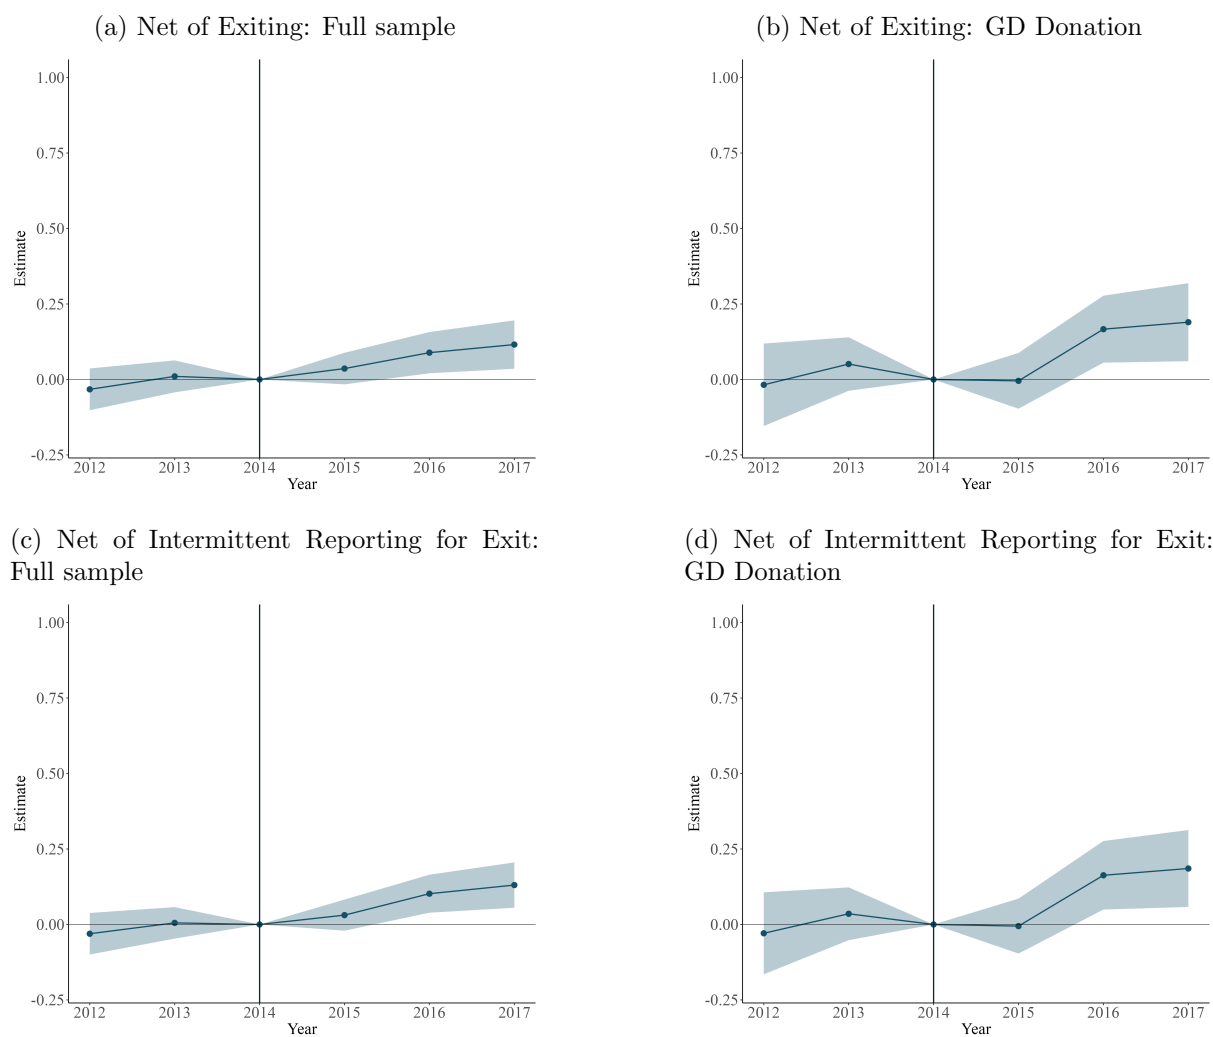 (a) Net of Exiting: Full sample
1.00
0.75
0.50
0.25
0.00
-0.25
Estimate
2012 2013 2014 2015 2016 2017
Year
(b) Net of Exiting: GD Donation
1.00
0.75
0.50
0.25
0.00
-0.25
Estimate
2012 2013 2014 2015 2016 2017
Year
(c) Net of Intermittent Reporting for Exit:
Full sample
1.00
0.75
0.50
0.25
0.00
-0.25
Estimate
2012 2013 2014 2015 2016 2017
Year
(d) Net of Intermittent Reporting for Exit:
GD Donation
1.00
0.75
0.50
0.25
0.00
-0.25
Estimate
2012 2013 2014 2015 2016 2017
Year